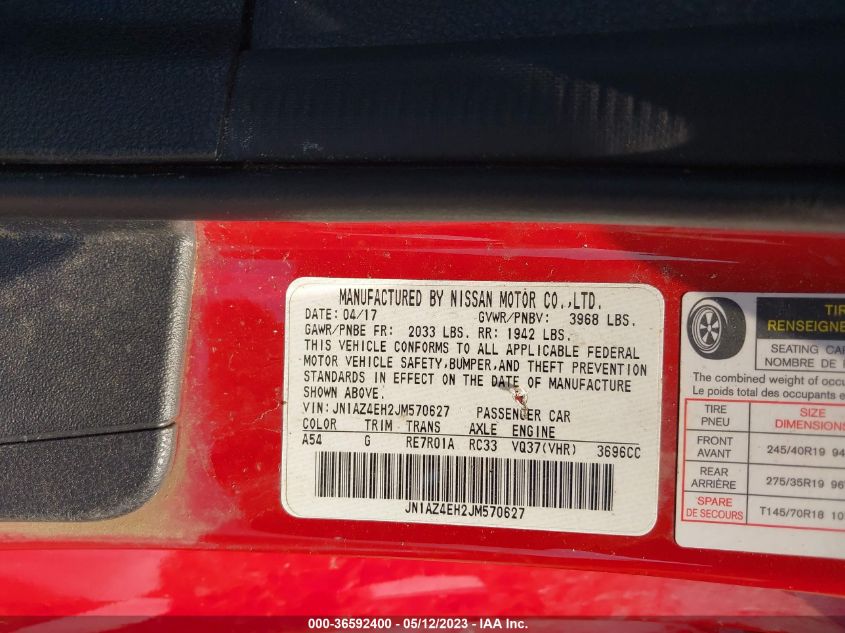 MANUFACTURED BY NISSAN MOTOR CO.,LTD.
DATE: 04/17 GVWR/PNBV: 3968 LBS.
GAWR/PNBE FR: 2033 LBS. RR: 1942 LBS.
THIS VEHICLE CONFORMS TO ALL APPLICABLE FEDERAL
MOTOR VEHICLE SAFETY,BUMPER,AND THEFT PREVENTION
STANDARDS IN EFFECT ON THE DATE OF MANUFACTURE
SHOWN ABOVE.
VIN: JN1AZ4EH2JM570627 PASSENGER CAR
COLOR TRIM TRANS AXLE ENGINE
A54 G RE7R01A RC33 VQ37(VHR) 3696CC
JN1AZ4EH2JM570627
TIR
RENSEIGNE
SEATING CAP
NOMBRE DE
The combined weight of occu
Le poids total des occupants e
TIRE SIZE
PNEU DIMENSIONS
FRONT
AVANT 245/40R19 94
REAR
ARRIÈRE 275/35R19 96
SPARE
DE SECOURS T145/70R18 10
000-36592400 - 05/12/2023 - IAA Inc.